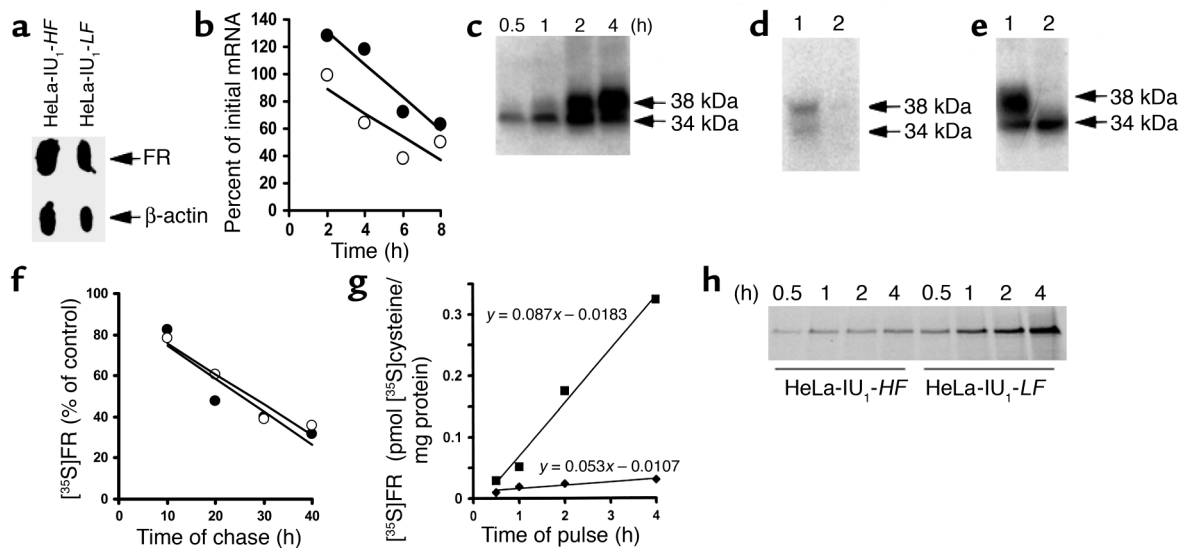 a
HeLa-IU1-HF
HeLa-IU1-LF
FR
β-actin
b
Percent of initial mRNA
140
120
100
80
60
40
20
0
0 2 4 6 8
Time (h)
c
0.5 1 2 4 (h)
38 kDa
34 kDa
d
1 2
38 kDa
34 kDa
e
1 2
38 kDa
34 kDa
f
[35S]FR (% of control)
100
80
60
40
20
0
0 10 20 30 40
Time of chase (h)
g
[35S]FR (pmol [35S]cysteine/
mg protein)
0.3
0.2
0.1
0
y = 0.087x – 0.0183
y = 0.053x – 0.0107
0 1 2 3 4
Time of pulse (h)
h
(h) 0.5 1 2 4 0.5 1 2 4
HeLa-IU1-HF HeLa-IU1-LF